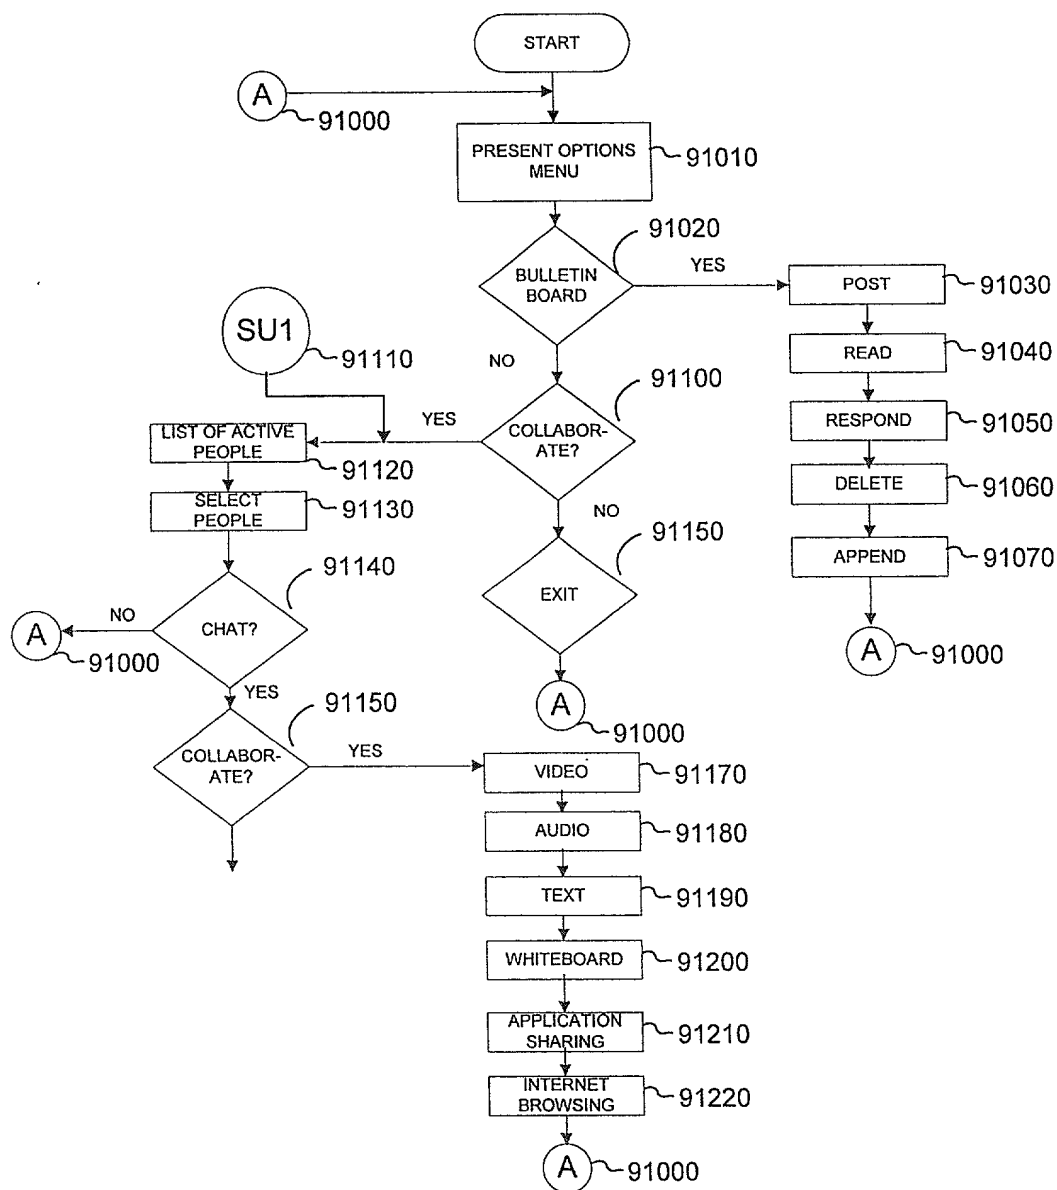 START
A
91000
PRESENT OPTIONS
MENU
91010
91020
BULLETIN
BOARD
YES
POST
91030
SU1
91110
NO
READ
91040
91100
YES
COLLABOR-
ATE?
RESPOND
91050
LIST OF ACTIVE
PEOPLE
91120
DELETE
91060
SELECT
PEOPLE
91130
NO
91150
APPEND
91070
91140
EXIT
NO
CHAT?
A
91000
A
91000
YES
91150
A
91000
COLLABOR-
ATE?
YES
VIDEO
91170
AUDIO
91180
TEXT
91190
WHITEBOARD
91200
APPLICATION
SHARING
91210
INTERNET
BROWSING
91220
A
91000